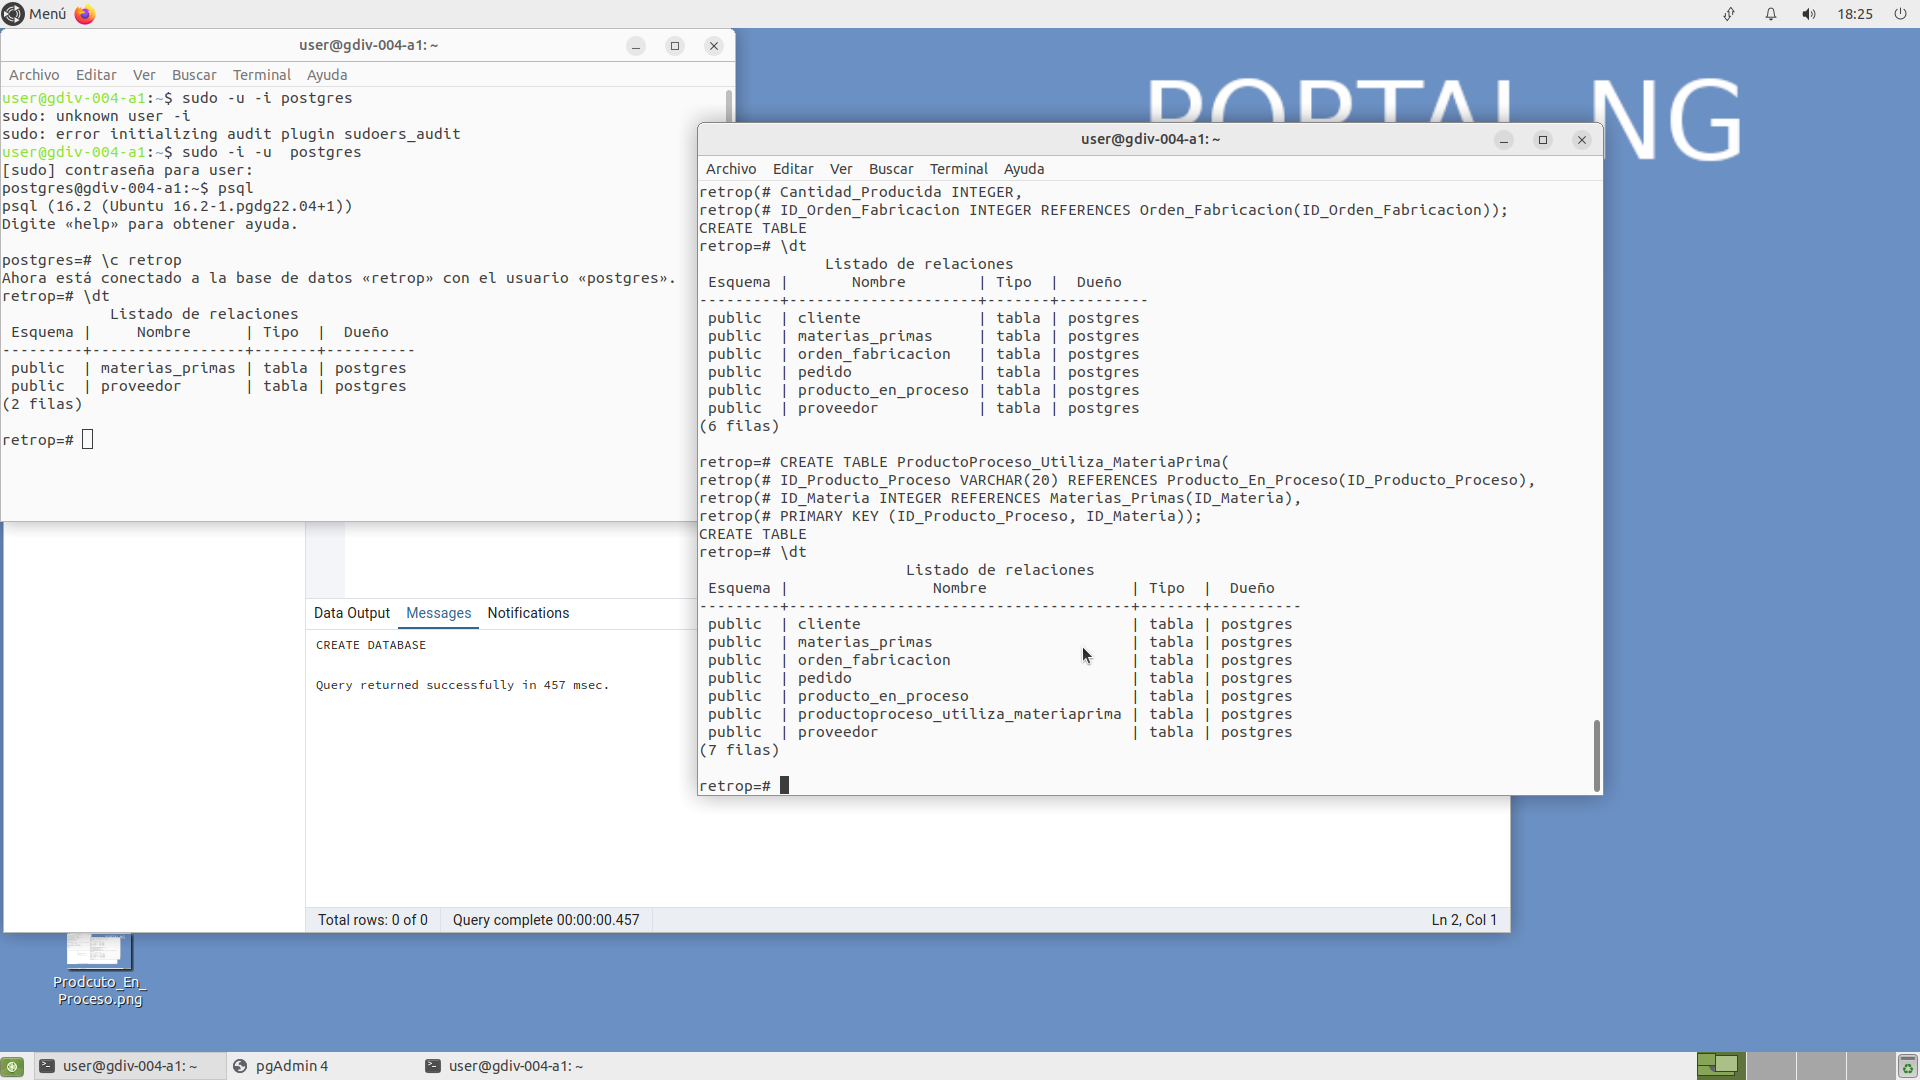 Menú
18:25
PORTAL NG
user@gdiv-004-a1: ~
Archivo Editar Ver Buscar Terminal Ayuda
user@gdiv-004-a1:~$ sudo -u -i postgres
sudo: unknown user -i
sudo: error initializing audit plugin sudoers_audit
user@gdiv-004-a1:~$ sudo -i -u  postgres
[sudo] contraseña para user:
postgres@gdiv-004-a1:~$ psql
psql (16.2 (Ubuntu 16.2-1.pgdg22.04+1))
Digite «help» para obtener ayuda.
postgres=# \c retrop
Ahora está conectado a la base de datos «retrop» con el usuario «postgres».
retrop=# \dt
Listado de relaciones
Esquema |     Nombre      | Tipo  |  Dueño
---------+-----------------+-------+----------
public  | materias_primas | tabla | postgres
public  | proveedor       | tabla | postgres
(2 filas)
retrop=#
user@gdiv-004-a1: ~
Archivo Editar Ver Buscar Terminal Ayuda
retrop(# Cantidad_Producida INTEGER,
retrop(# ID_Orden_Fabricacion INTEGER REFERENCES Orden_Fabricacion(ID_Orden_Fabricacion));
CREATE TABLE
retrop=# \dt
Listado de relaciones
Esquema |       Nombre        | Tipo  |  Dueño
---------+---------------------+-------+----------
public  | cliente             | tabla | postgres
public  | materias_primas     | tabla | postgres
public  | orden_fabricacion   | tabla | postgres
public  | pedido              | tabla | postgres
public  | producto_en_proceso | tabla | postgres
public  | proveedor           | tabla | postgres
(6 filas)
retrop=# CREATE TABLE ProductoProceso_Utiliza_MateriaPrima(
retrop(# ID_Producto_Proceso VARCHAR(20) REFERENCES Producto_En_Proceso(ID_Producto_Proceso),
retrop(# ID_Materia INTEGER REFERENCES Materias_Primas(ID_Materia),
retrop(# PRIMARY KEY (ID_Producto_Proceso, ID_Materia));
CREATE TABLE
retrop=# \dt
Listado de relaciones
Esquema |                Nombre                | Tipo  |  Dueño
---------+--------------------------------------+-------+----------
public  | cliente                              | tabla | postgres
public  | materias_primas                      | tabla | postgres
public  | orden_fabricacion                    | tabla | postgres
public  | pedido                               | tabla | postgres
public  | producto_en_proceso                  | tabla | postgres
public  | productoproceso_utiliza_materiaprima | tabla | postgres
public  | proveedor                            | tabla | postgres
(7 filas)
retrop=#
Data Output Messages Notifications
CREATE DATABASE
Query returned successfully in 457 msec.
Total rows: 0 of 0 Query complete 00:00:00.457 Ln 2, Col 1
Prodcuto_En_
Proceso.png
user@gdiv-004-a1: ~ pgAdmin 4 user@gdiv-004-a1: ~